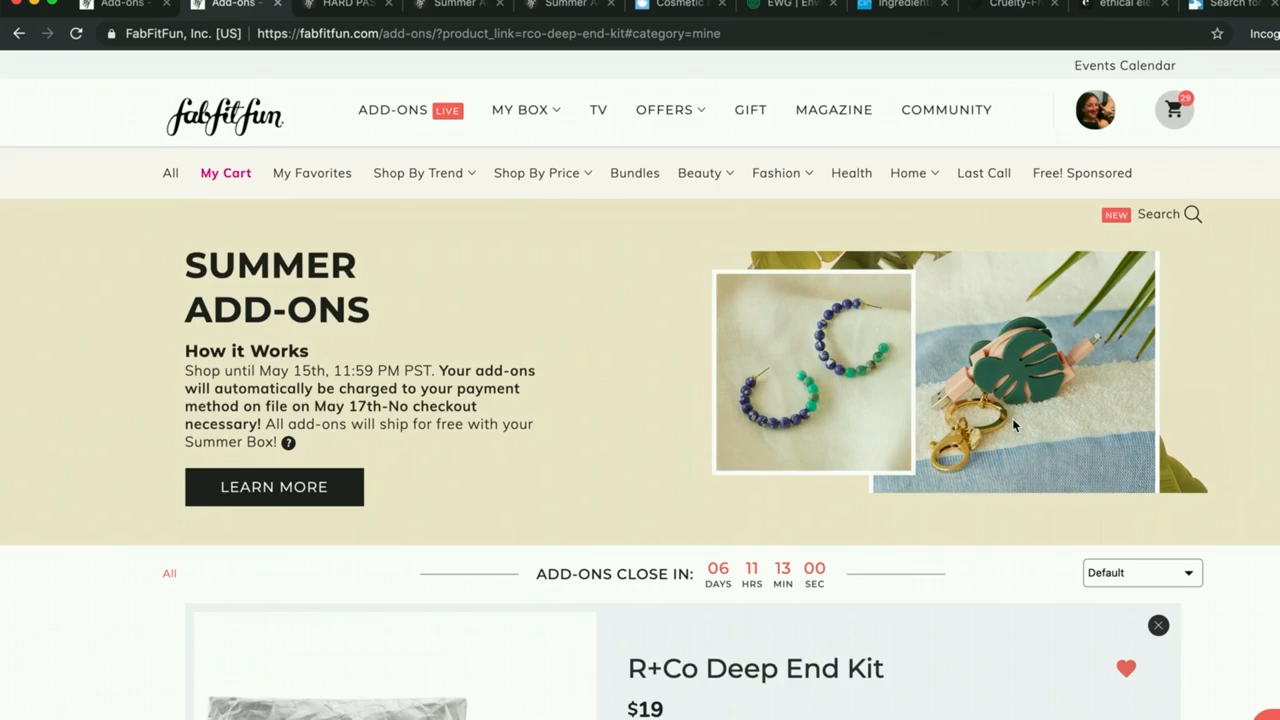 Add-ons
Add-ons
HARD PAS
Summer A
Summer A
Cosmetic
EWG | Env
Ingredient
Cruelty-Fr
ethical ele
Search for
FabFitFun, Inc. [US]
https://fabfitfun.com/add-ons/?product_link=rco-deep-end-kit#category=mine
Incog
Events Calendar
fabfitfun
ADD-ONS LIVE
MY BOX
TV
OFFERS
GIFT
MAGAZINE
COMMUNITY
29
All
My Cart
My Favorites
Shop By Trend
Shop By Price
Bundles
Beauty
Fashion
Health
Home
Last Call
Free! Sponsored
NEW Search
SUMMER
ADD-ONS
How it Works
Shop until May 15th, 11:59 PM PST. Your add-ons
will automatically be charged to your payment
method on file on May 17th-No checkout
necessary! All add-ons will ship for free with your
Summer Box! ?
LEARN MORE
All
ADD-ONS CLOSE IN:
06 11 13 00
DAYS HRS MIN SEC
Default
R+Co Deep End Kit
$19